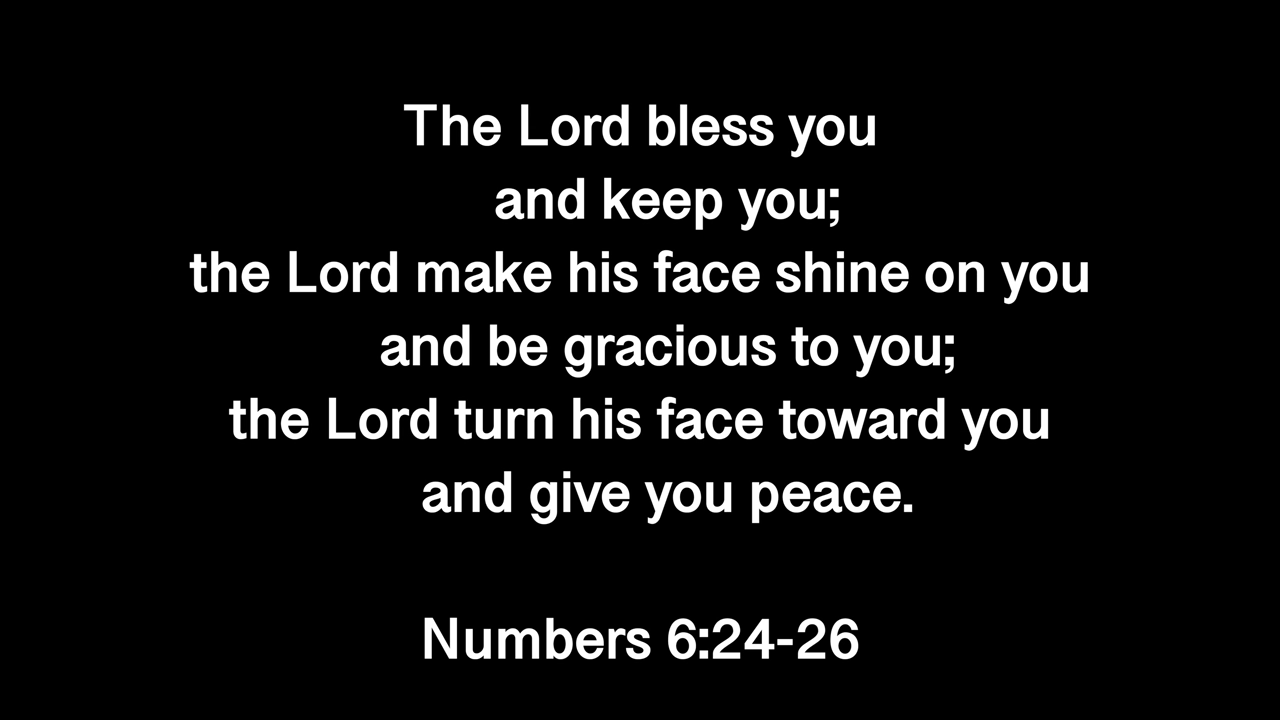 The Lord bless you
and keep you;
the Lord make his face shine on you
and be gracious to you;
the Lord turn his face toward you
and give you peace.
Numbers 6:24-26